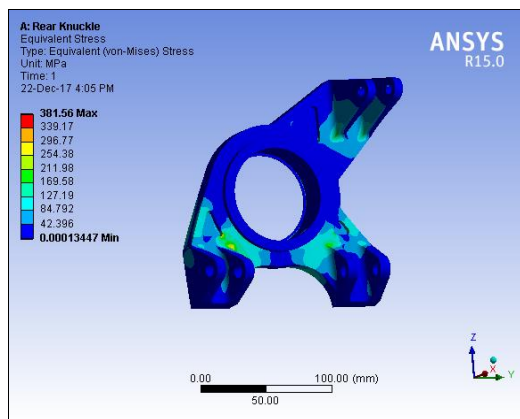 A: Rear Knuckle
Equivalent Stress
Type: Equivalent (von-Mises) Stress
Unit: MPa
Time: 1
22-Dec-17 4:05 PM
381.56 Max
339.17
296.77
254.38
211.98
169.58
127.19
84.792
42.396
0.00013447 Min
ANSYS
R15.0
0.00
100.00 (mm)
50.00
Z
X
Y